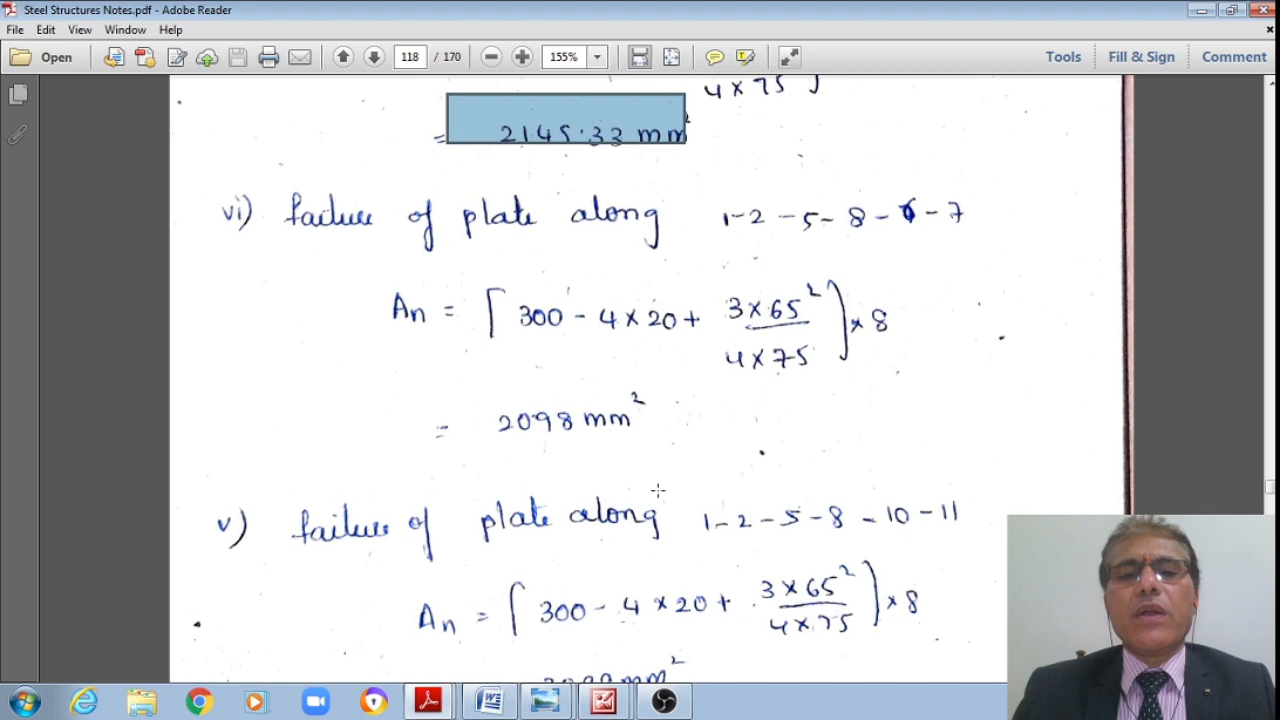 Steel Structures Notes.pdf - Adobe Reader
File Edit View Window Help
Open 118 / 170 155% Tools Fill & Sign Comment
4 x 75 )
= 2145.33 mm²
vi) failure of plate along 1-2-5-8-6-7
An = [ 300 - 4 x 20 + 3 x 65² / 4 x 75 ] x 8
= 2098 mm²
v) failure of plate along 1-2-5-8-10-11
An = [ 300 - 4 x 20 + 3 x 65² / 4 x 75 ] x 8
mm²